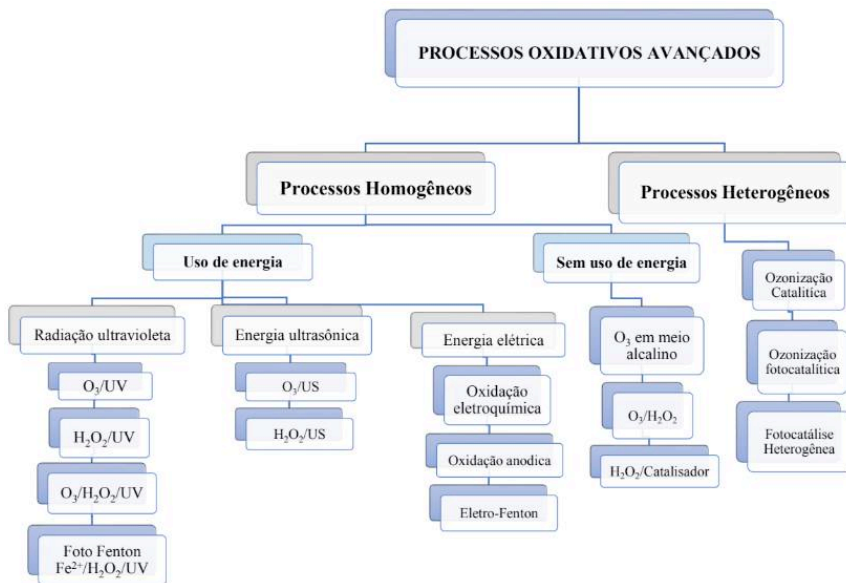 PROCESSOS OXIDATIVOS AVANÇADOS
Processos Homogêneos
Processos Heterogêneos
Uso de energia
Sem uso de energia
Radiação ultravioleta
O₃/UV
H₂O₂/UV
O₃/H₂O₂/UV
Foto Fenton
Fe²⁺/H₂O₂/UV
Energia ultrasônica
O₃/US
H₂O₂/US
Energia elétrica
Oxidação
eletroquímica
Oxidação anodica
Eletro-Fenton
O₃ em meio
alcalino
O₃/H₂O₂
H₂O₂/Catalisador
Ozonização
Catalitica
Ozonização
fotocatalítica
Fotocatálise
Heterogênea